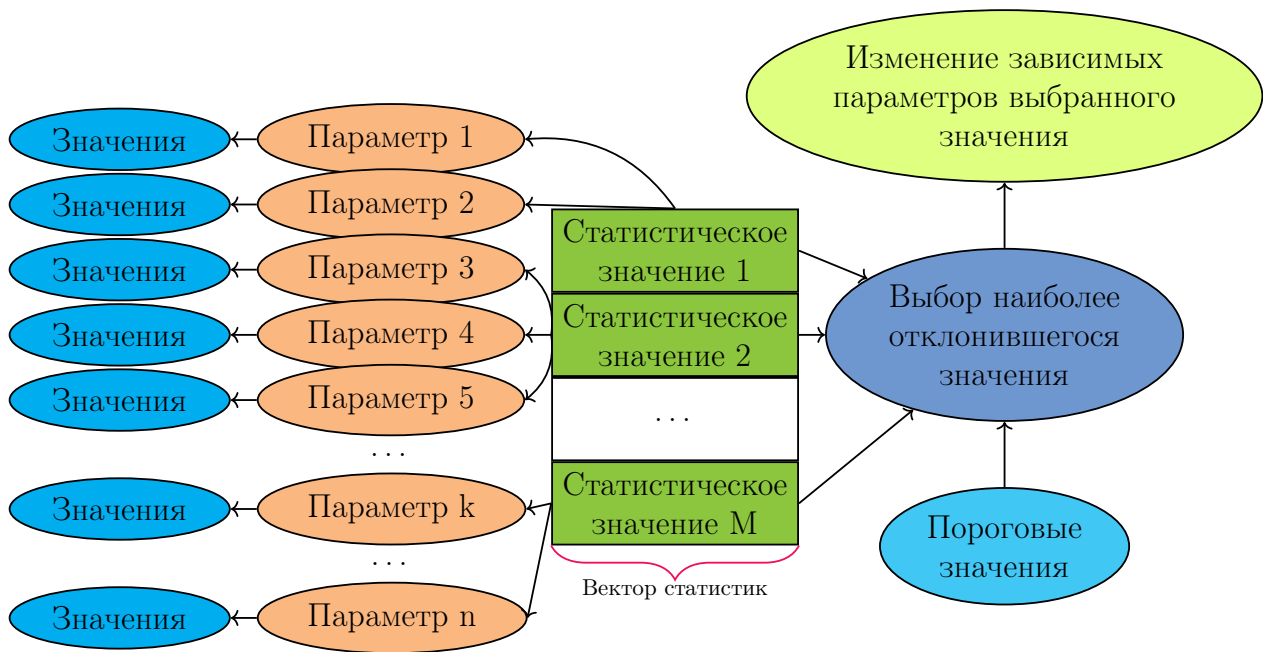 Изменение зависимых
параметров выбранного
значения
Значения
Параметр 1
Значения
Параметр 2
Значения
Параметр 3
Значения
Параметр 4
Значения
Параметр 5
...
Значения
Параметр k
...
Значения
Параметр n
Статистическое
значение 1
Статистическое
значение 2
...
Статистическое
значение M
Вектор статистик
Выбор наиболее
отклонившегося
значения
Пороговые
значения